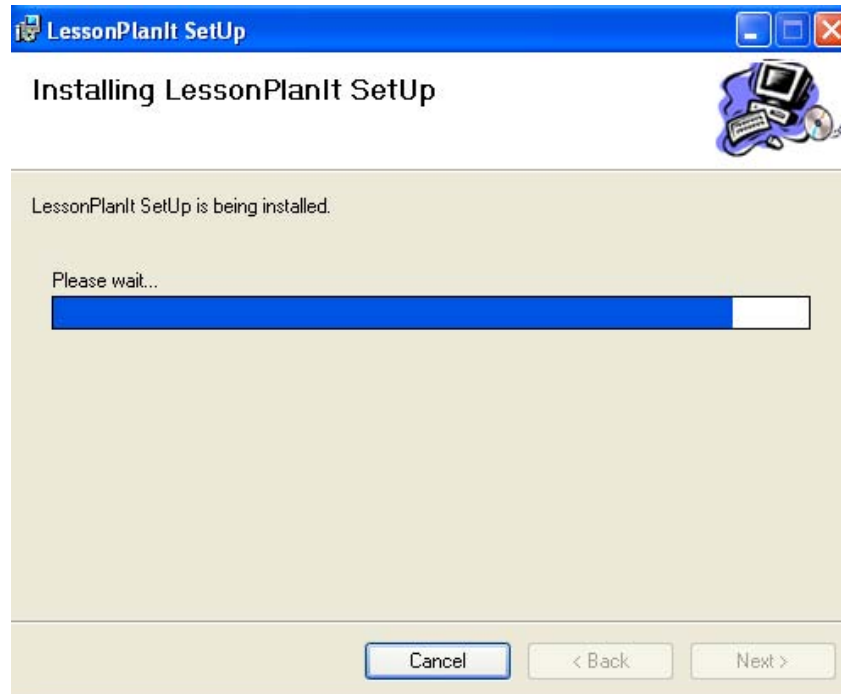 LessonPlanIt SetUp
Installing LessonPlanIt SetUp
LessonPlanIt SetUp is being installed.
Please wait...
Cancel
< Back
Next >